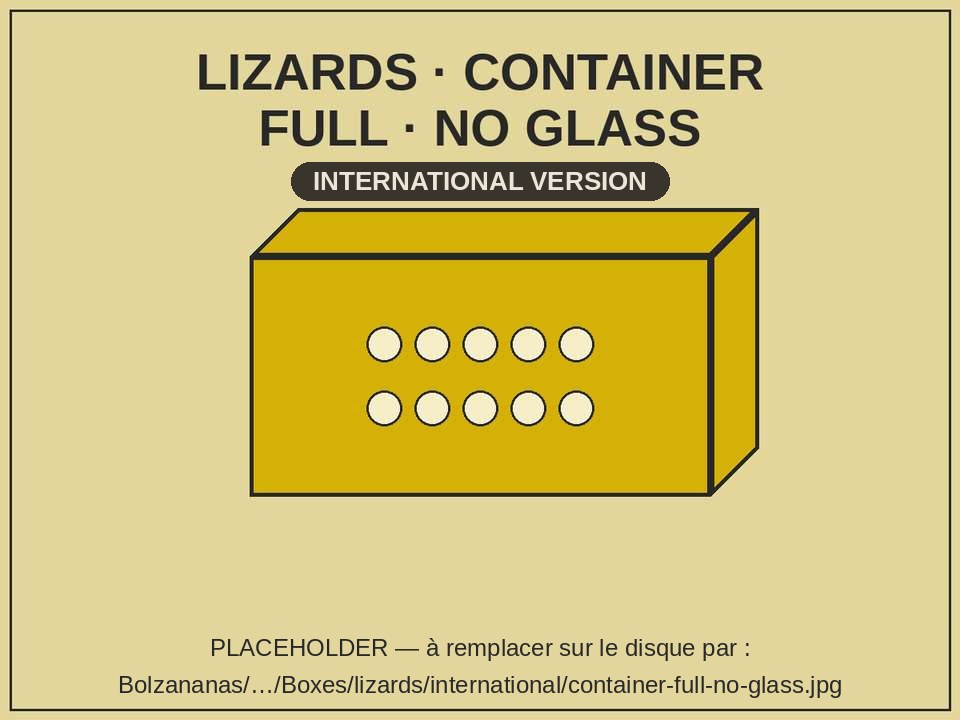 LIZARDS · CONTAINER
FULL · NO GLASS
INTERNATIONAL VERSION
PLACEHOLDER — à remplacer sur le disque par :
Bolzananas/…/Boxes/lizards/international/container-full-no-glass.jpg